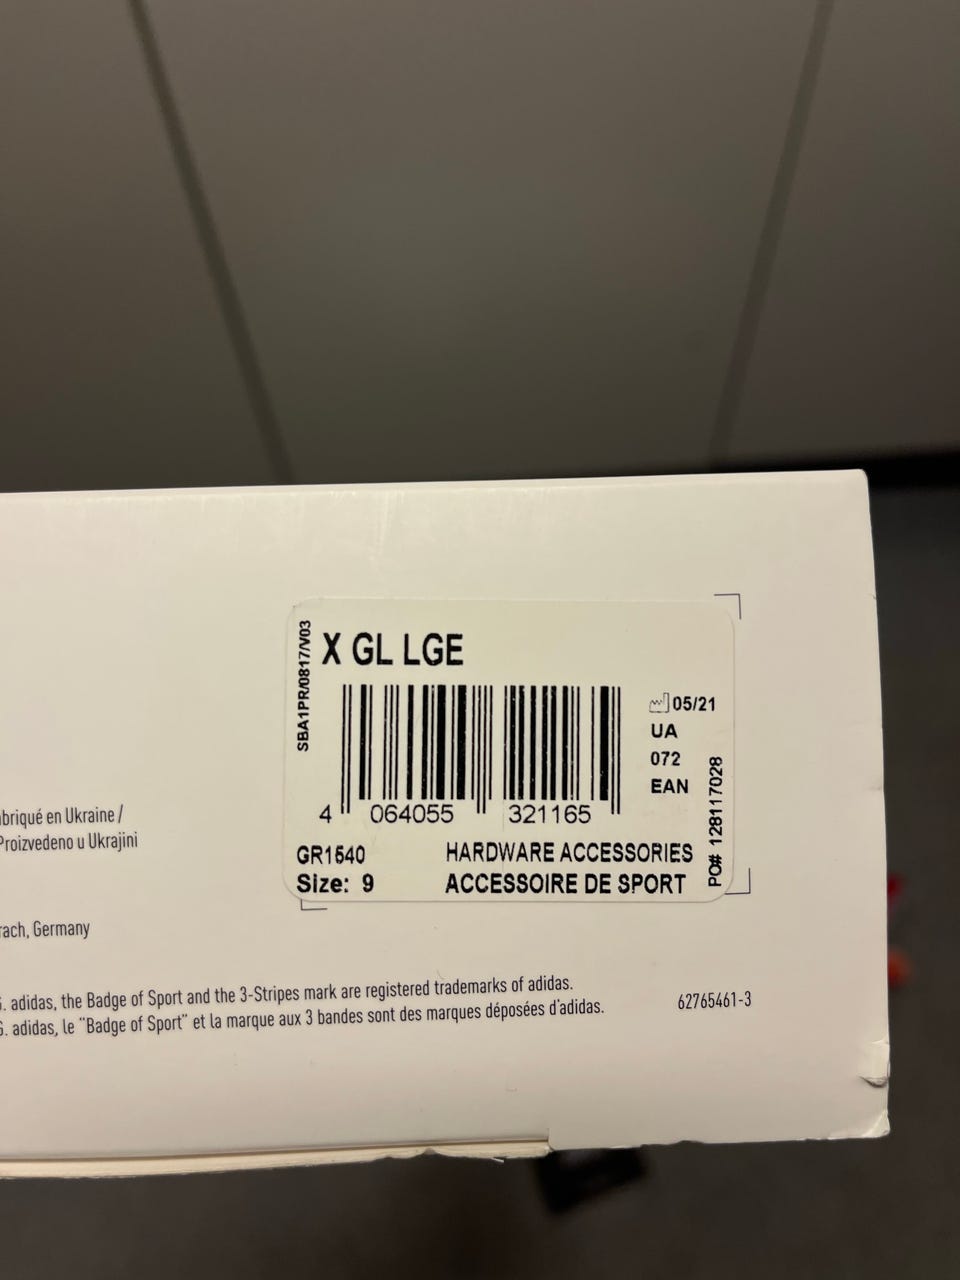 SBA1PR/0817/V03
X GL LGE
05/21
UA
072
EAN
4 064055 321165
PO# 128117028
GR1540 HARDWARE ACCESSORIES
Size: 9 ACCESSOIRE DE SPORT
abriqué en Ukraine /
Proizvedeno u Ukrajini
rach, Germany
G. adidas, the Badge of Sport and the 3-Stripes mark are registered trademarks of adidas.
G. adidas, le "Badge of Sport" et la marque aux 3 bandes sont des marques déposées d'adidas.
62765461-3